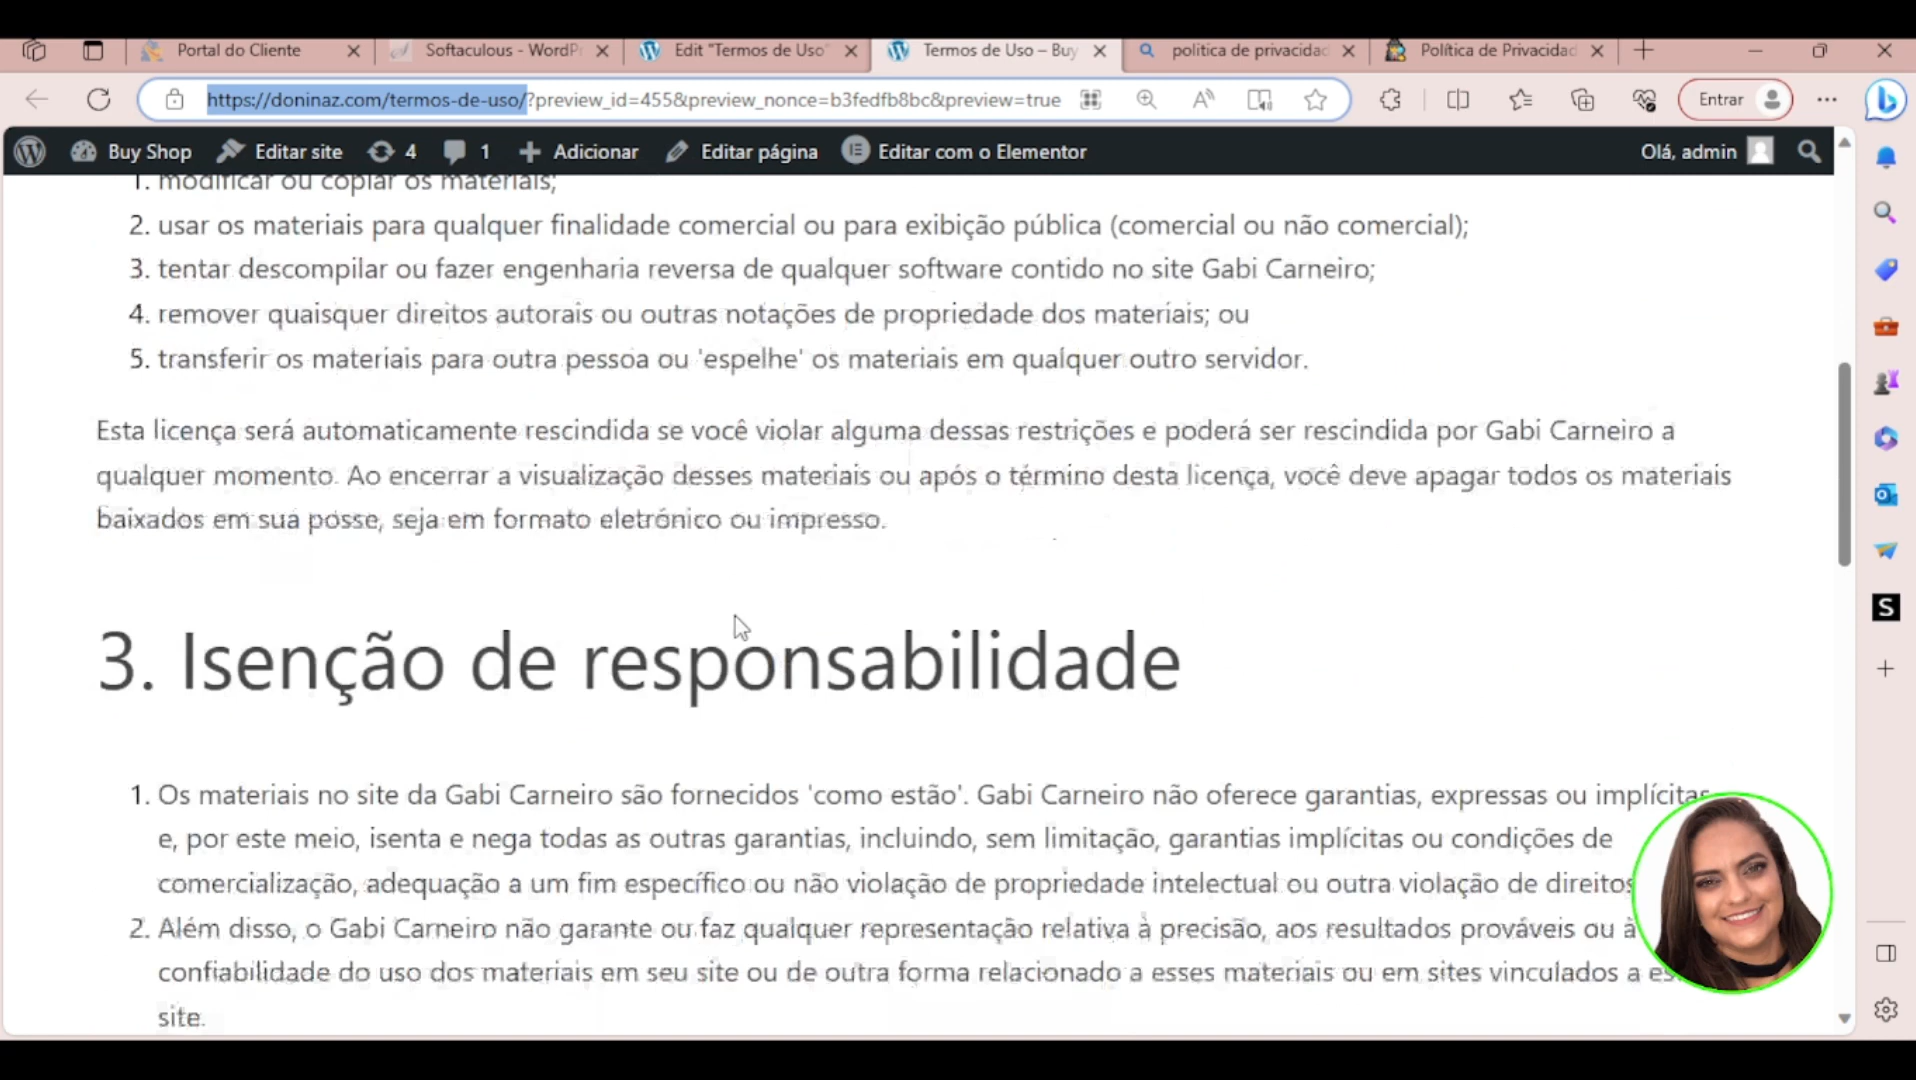 Portal do Cliente
Softaculous - WordPr
Edit "Termos de Uso"
Termos de Uso – Buy
politica de privacidad
Política de Privacidad
https://doninaz.com/termos-de-uso/?preview_id=455&preview_nonce=b3fedfb8bc&preview=true
Entrar
Buy Shop
Editar site
4
1
Adicionar
Editar página
Editar com o Elementor
Olá, admin
1. modificar ou copiar os materiais;
2. usar os materiais para qualquer finalidade comercial ou para exibição pública (comercial ou não comercial);
3. tentar descompilar ou fazer engenharia reversa de qualquer software contido no site Gabi Carneiro;
4. remover quaisquer direitos autorais ou outras notações de propriedade dos materiais; ou
5. transferir os materiais para outra pessoa ou 'espelhe' os materiais em qualquer outro servidor.
Esta licença será automaticamente rescindida se você violar alguma dessas restrições e poderá ser rescindida por Gabi Carneiro a
qualquer momento. Ao encerrar a visualização desses materiais ou após o término desta licença, você deve apagar todos os materiais
baixados em sua posse, seja em formato eletrónico ou impresso.
3. Isenção de responsabilidade
1. Os materiais no site da Gabi Carneiro são fornecidos 'como estão'. Gabi Carneiro não oferece garantias, expressas ou implícitas
e, por este meio, isenta e nega todas as outras garantias, incluindo, sem limitação, garantias implícitas ou condições de
comercialização, adequação a um fim específico ou não violação de propriedade intelectual ou outra violação de direitos
2. Além disso, o Gabi Carneiro não garante ou faz qualquer representação relativa à precisão, aos resultados prováveis ou à
confiabilidade do uso dos materiais em seu site ou de outra forma relacionado a esses materiais ou em sites vinculados a
site.